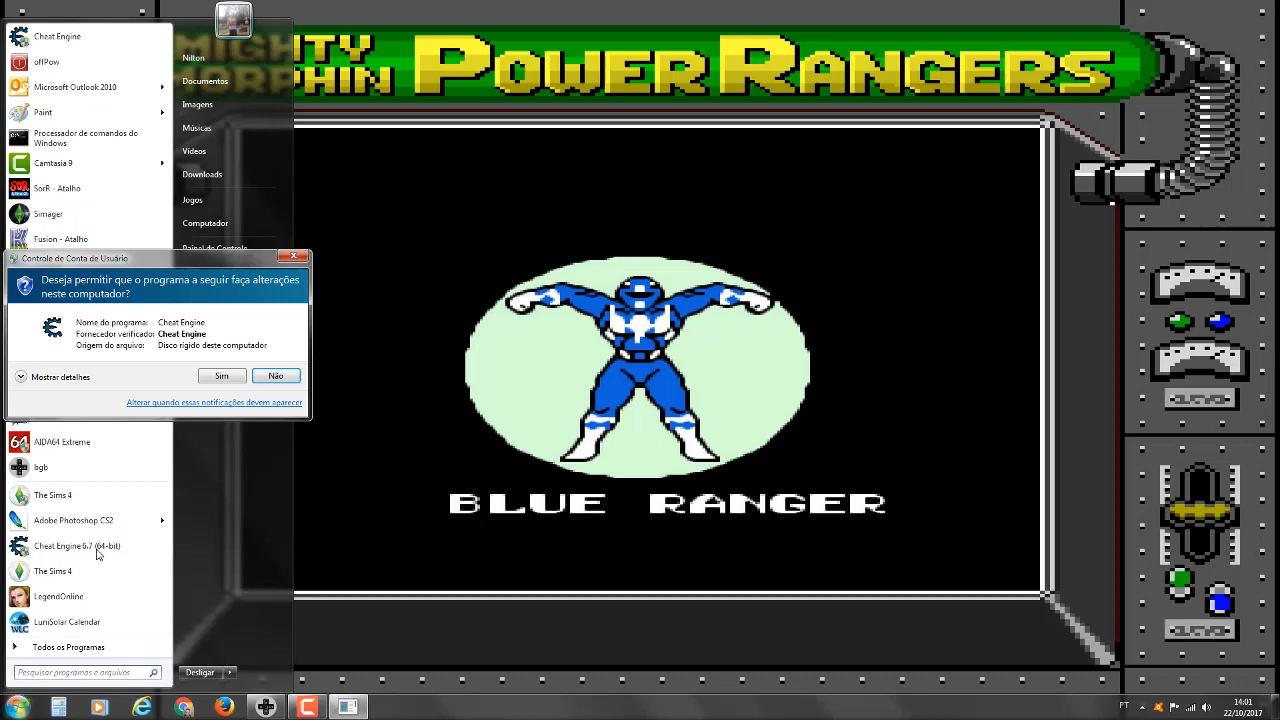 MIGHTY
MORPHIN
POWER RANGERS
Cheat Engine
offPow
Microsoft Outlook 2010
Paint
Processador de comandos do
Windows
Camtasia 9
SorR - Atalho
Simager
Fusion - Atalho
Nilton
Documentos
Imagens
Músicas
Vídeos
Downloads
Jogos
Computador
Painel de Controle
Controle de Conta de Usuário
Deseja permitir que o programa a seguir faça alterações
neste computador?
Nome do programa: Cheat Engine
Fornecedor verificado: Cheat Engine
Origem do arquivo: Disco rígido deste computador
Mostrar detalhes
Sim
Não
Alterar quando essas notificações devem aparecer
64
AIDA64 Extreme
bgb
The Sims 4
Adobe Photoshop CS2
Cheat Engine 6.7 (64-bit)
The Sims 4
LegendOnline
WLC
LuniSolar Calendar
Todos os Programas
Pesquisar programas e arquivos
Desligar
BLUE RANGER
PT
14:01
22/10/2017